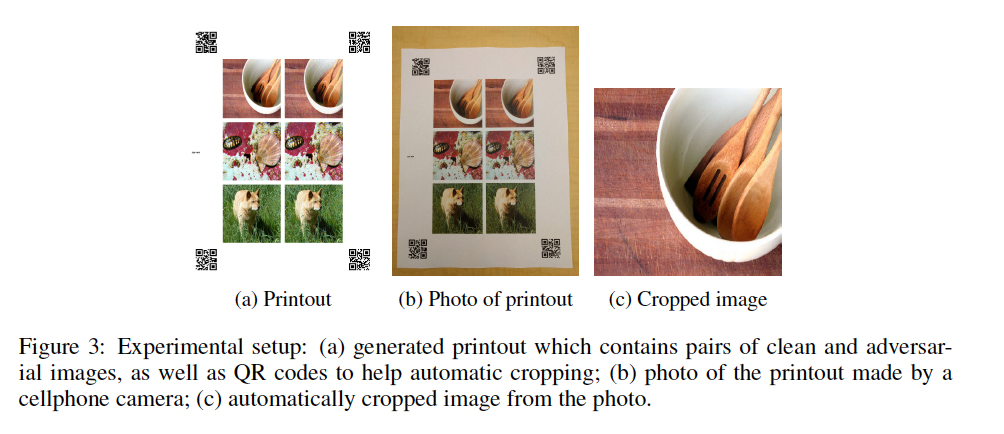 (a) Printout
(b) Photo of printout
(c) Cropped image
Figure 3: Experimental setup: (a) generated printout which contains pairs of clean and adversar-
ial images, as well as QR codes to help automatic cropping; (b) photo of the printout made by a
cellphone camera; (c) automatically cropped image from the photo.